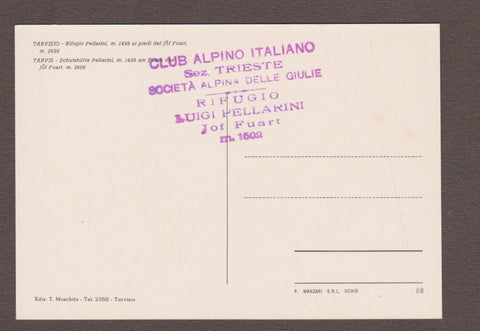 TARVISIO - Rifugio Pellarini, m. 1499 ai piedi del Jôf Fuart,
m. 2666
TARVIS - Schutzhütte Pellarini, m. 1499 am
Jôf Fuart, m. 2666
CLUB ALPINO ITALIANO
Sez. TRIESTE
SOCIETÀ ALPINA DELLE GIULIE
RIFUGIO
LUIGI PELLARINI
Jof Fuart
m. 1502
Ediz. T. Moschitz - Tel. 2358 - Tarvisio
P. MARZARI S.R.L. SCHIO
68